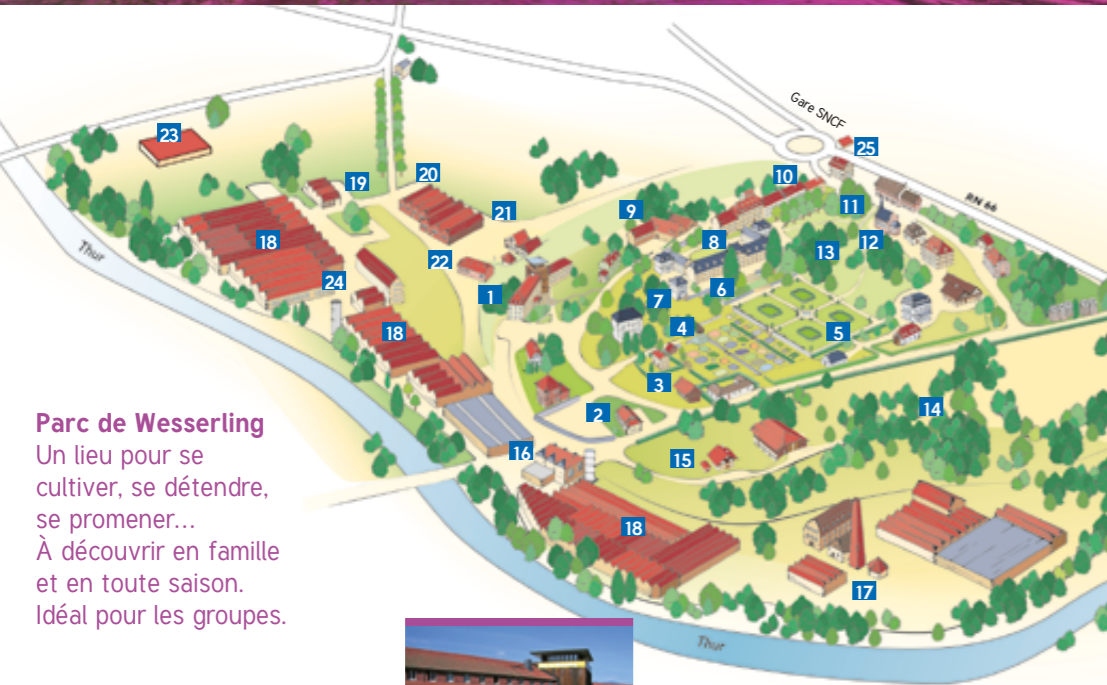 Gare SNCF
25
23
RN 66
10
20
19
11
21
9
18
8
12
13
22
24
6
1
7
18
4
5
3
Parc de Wesserling
Un lieu pour se
cultiver, se détendre,
se promener...
À découvrir en famille
et en toute saison.
Idéal pour les groupes.
2
14
16
15
18
17
Thur
Thur